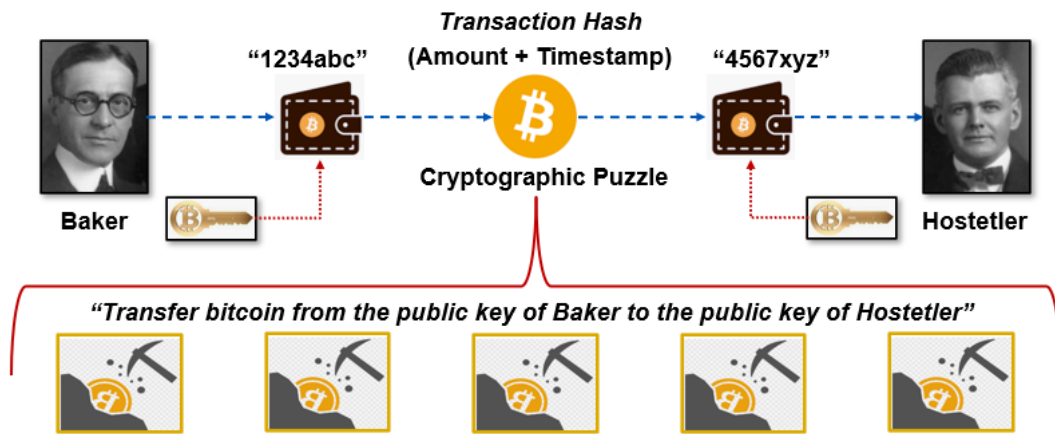 Transaction Hash
“1234abc” (Amount + Timestamp) “4567xyz”
Cryptographic Puzzle
Baker Hostetler
“Transfer bitcoin from the public key of Baker to the public key of Hostetler”